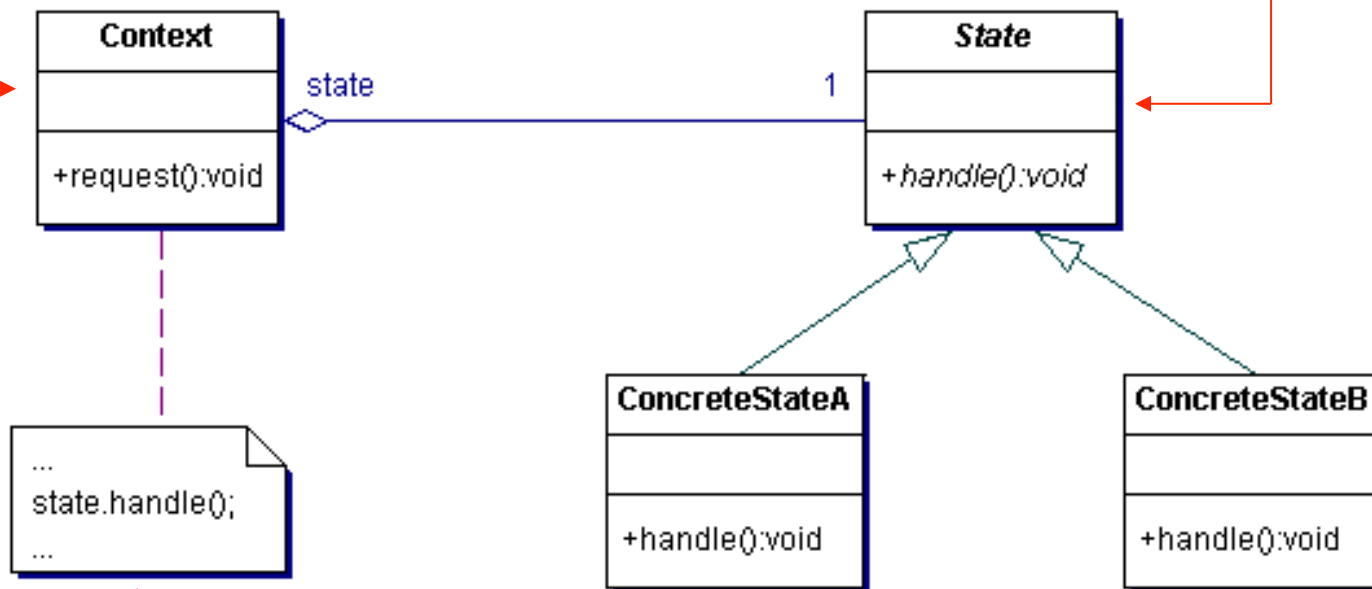 Context
State
state
1
+request():void
+handle():void
ConcreteStateA
ConcreteStateB
...
state.handle();
...
+handle():void
+handle():void